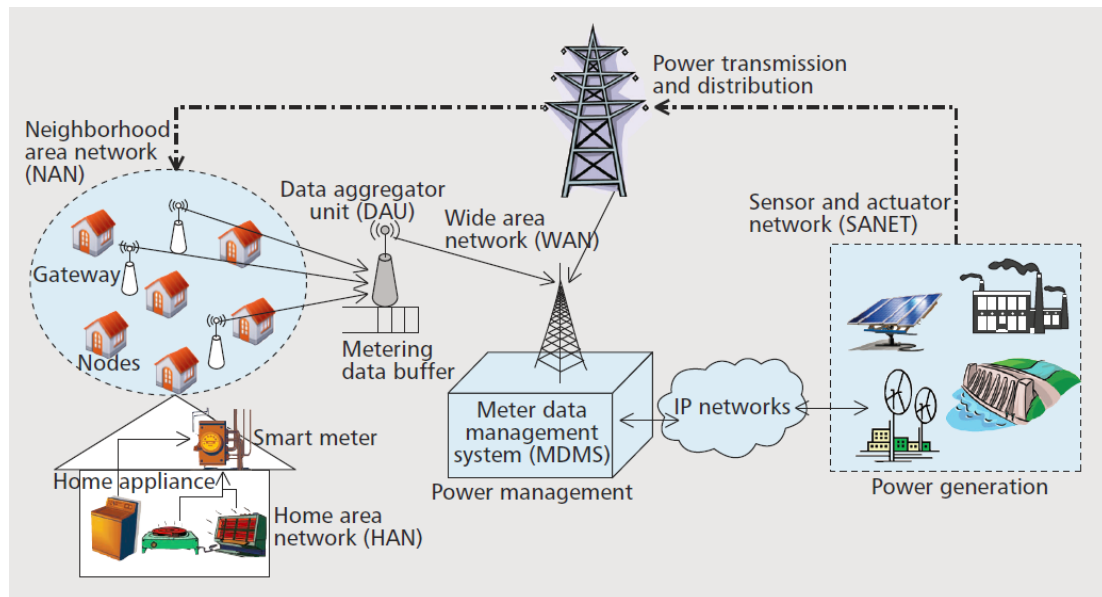 Power transmission
and distribution
Neighborhood
area network
(NAN)
Data aggregator
unit (DAU)
Wide area
network (WAN)
Sensor and actuator
network (SANET)
Gateway
Nodes
Metering
data buffer
Meter data
management
system (MDMS)
IP networks
Power management
Power generation
Smart meter
Home appliance
Home area
network (HAN)